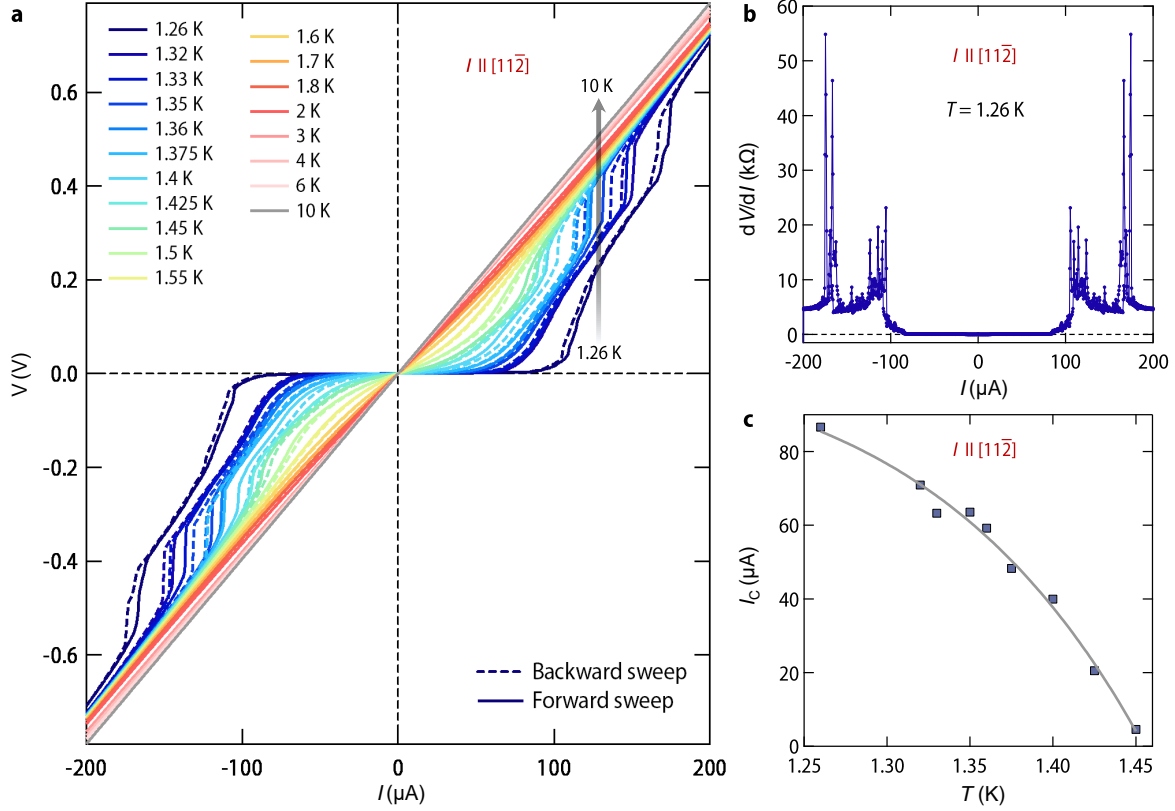 a
1.26 K
1.32 K
1.33 K
1.35 K
1.36 K
1.375 K
1.4 K
1.425 K
1.45 K
1.5 K
1.55 K
1.6 K
1.7 K
1.8 K
2 K
3 K
4 K
6 K
10 K
I II [112̅]
10 K
1.26 K
Backward sweep
Forward sweep
V (V)
0.6
0.4
0.2
0.0
-0.2
-0.4
-0.6
-200
-100
0
100
200
I (µA)
b
I II [112̅]
T = 1.26 K
dV/dI (kΩ)
60
50
40
30
20
10
0
-200
-100
0
100
200
I (µA)
c
I II [112̅]
IC (µA)
80
60
40
20
0
1.25
1.30
1.35
1.40
1.45
T (K)